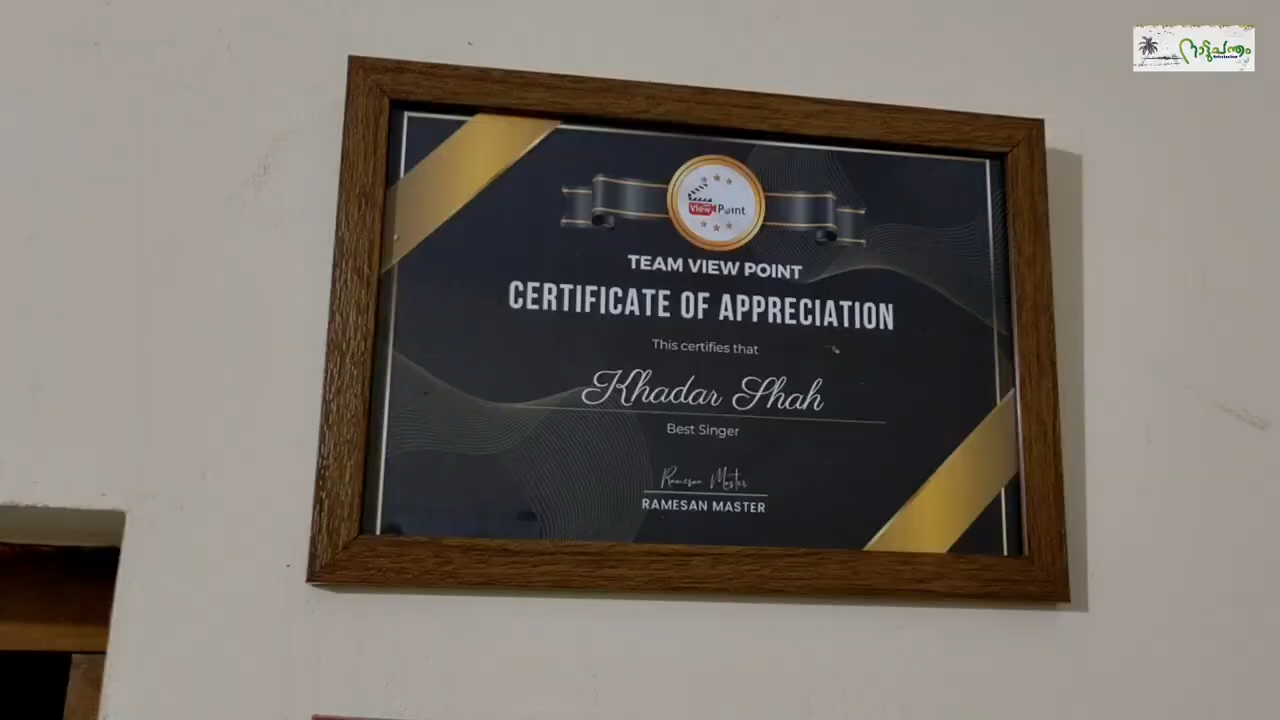 നാട്ടുചന്തം
View Point
TEAM VIEW POINT
CERTIFICATE OF APPRECIATION
This certifies that
Khadar Shah
Best Singer
Ramesan Master
RAMESAN MASTER